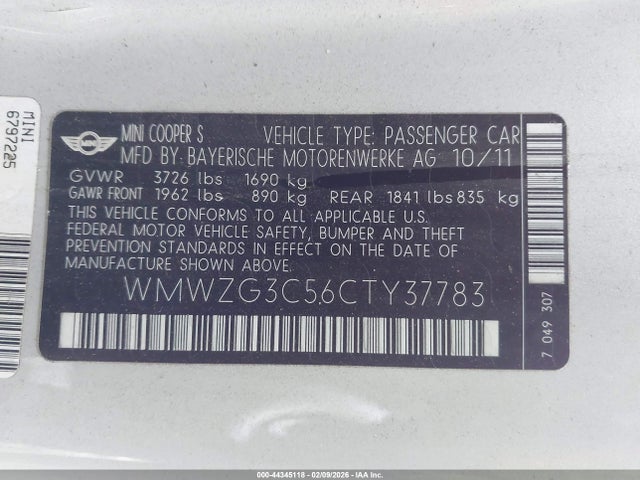 MINI
6797225
MINI COOPER S VEHICLE TYPE: PASSENGER CAR
MFD BY: BAYERISCHE MOTORENWERKE AG 10/11
GVWR 3726 lbs 1690 kg
GAWR FRONT 1962 lbs 890 kg REAR 1841 lbs 835 kg
THIS VEHICLE CONFORMS TO ALL APPLICABLE U.S.
FEDERAL MOTOR VEHICLE SAFETY, BUMPER AND THEFT
PREVENTION STANDARDS IN EFFECT ON THE DATE OF
MANUFACTURE SHOWN ABOVE.
WMWZG3C56CTY37783
7 049 307
000-44345118 - 02/09/2026 - IAA Inc.